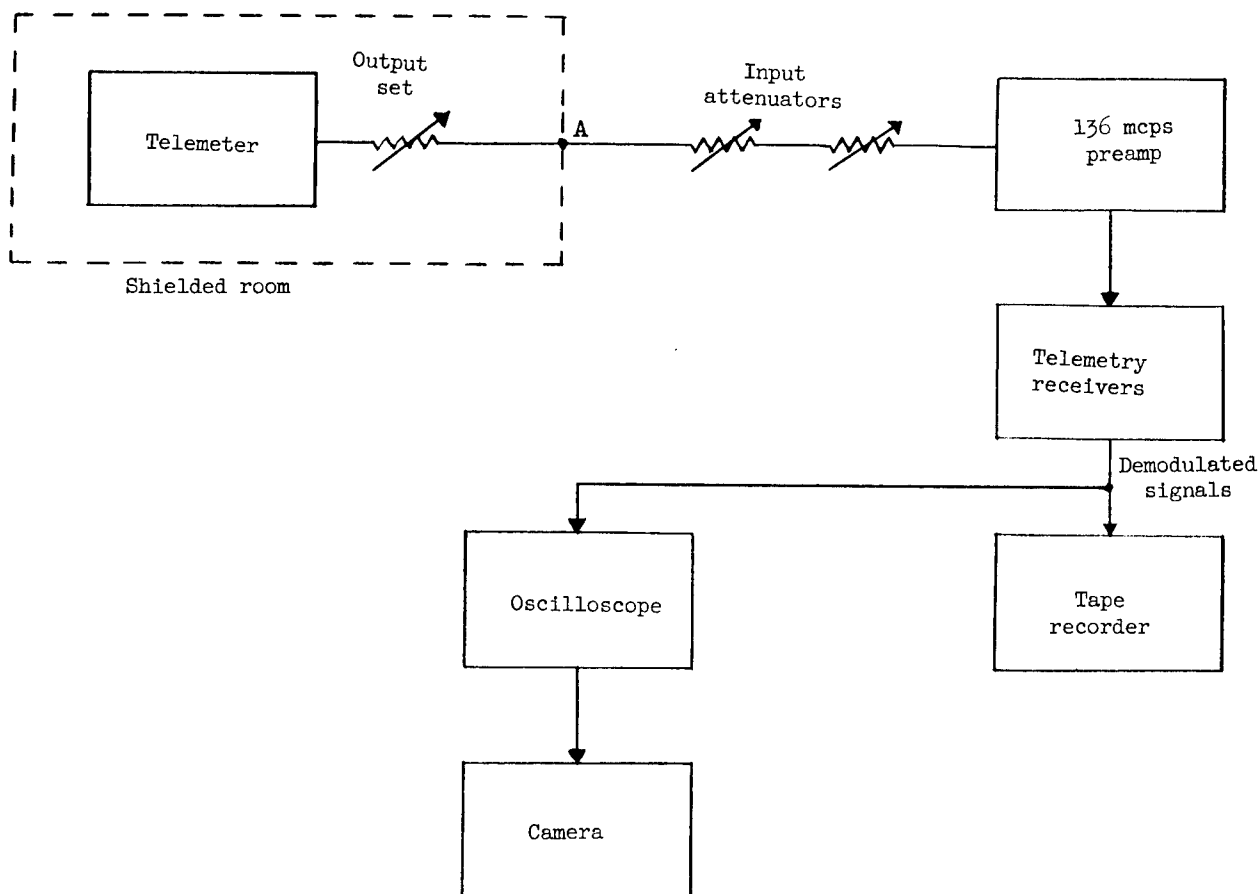 Output
set
Input
attenuators
Telemeter
A
136 mcps
preamp
Shielded room
Telemetry
receivers
Demodulated
signals
Oscilloscope
Tape
recorder
Camera